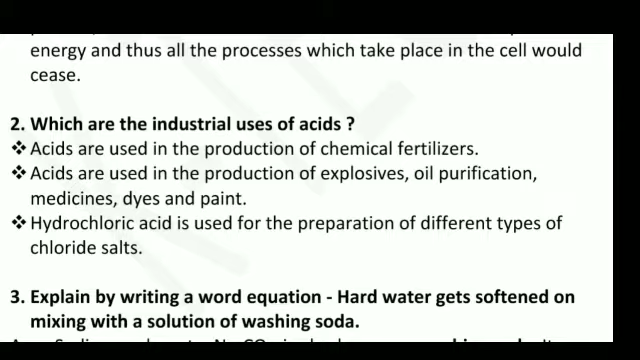 energy and thus all the processes which take place in the cell would
cease.
2. Which are the industrial uses of acids ?
❖ Acids are used in the production of chemical fertilizers.
❖ Acids are used in the production of explosives, oil purification,
medicines, dyes and paint.
❖ Hydrochloric acid is used for the preparation of different types of
chloride salts.
3. Explain by writing a word equation - Hard water gets softened on
mixing with a solution of washing soda.